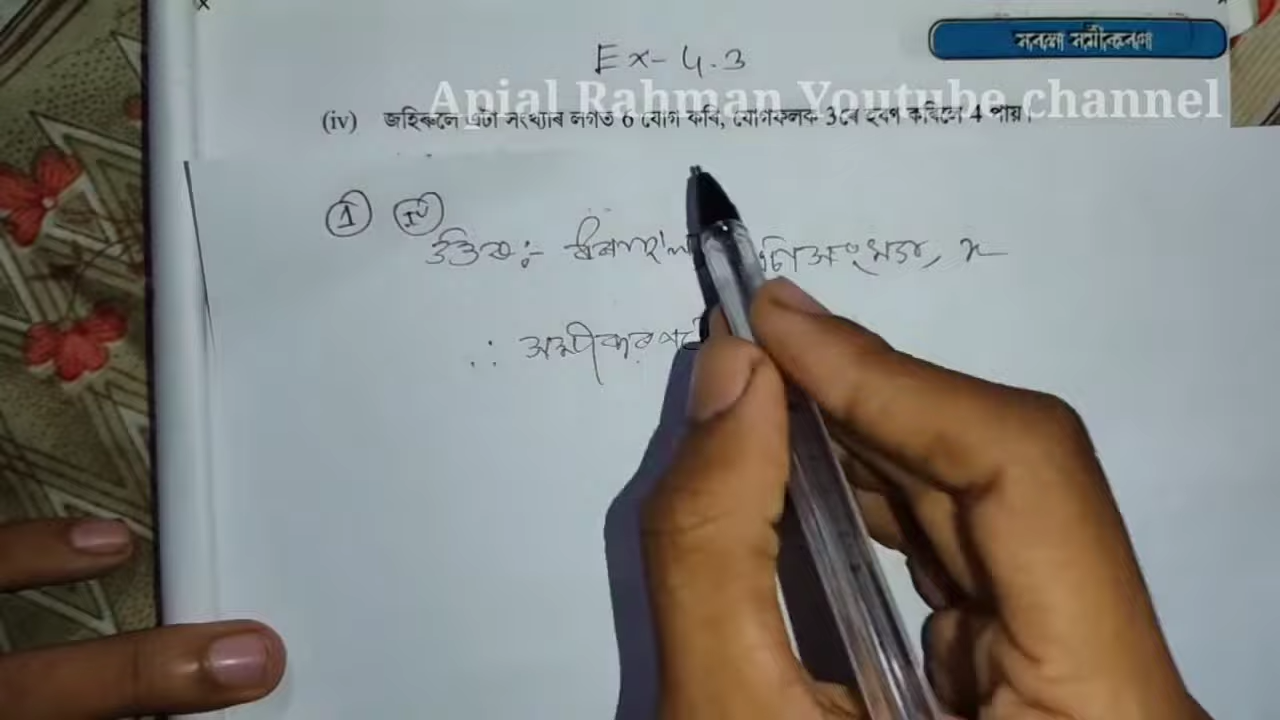 সৰল সমীকৰণ
Ex- 4.3
Apial Rahman Youtube channel
(iv) জহিৰুলে এটা সংখ্যাৰ লগত 6 যোগ কৰি, যোগফলক 3ৰে হৰণ কৰিলে 4 পায়।
1 iv
উত্তৰঃ- ধৰাহ'ল সংখ্যা, x
∴ সমীকৰণটো